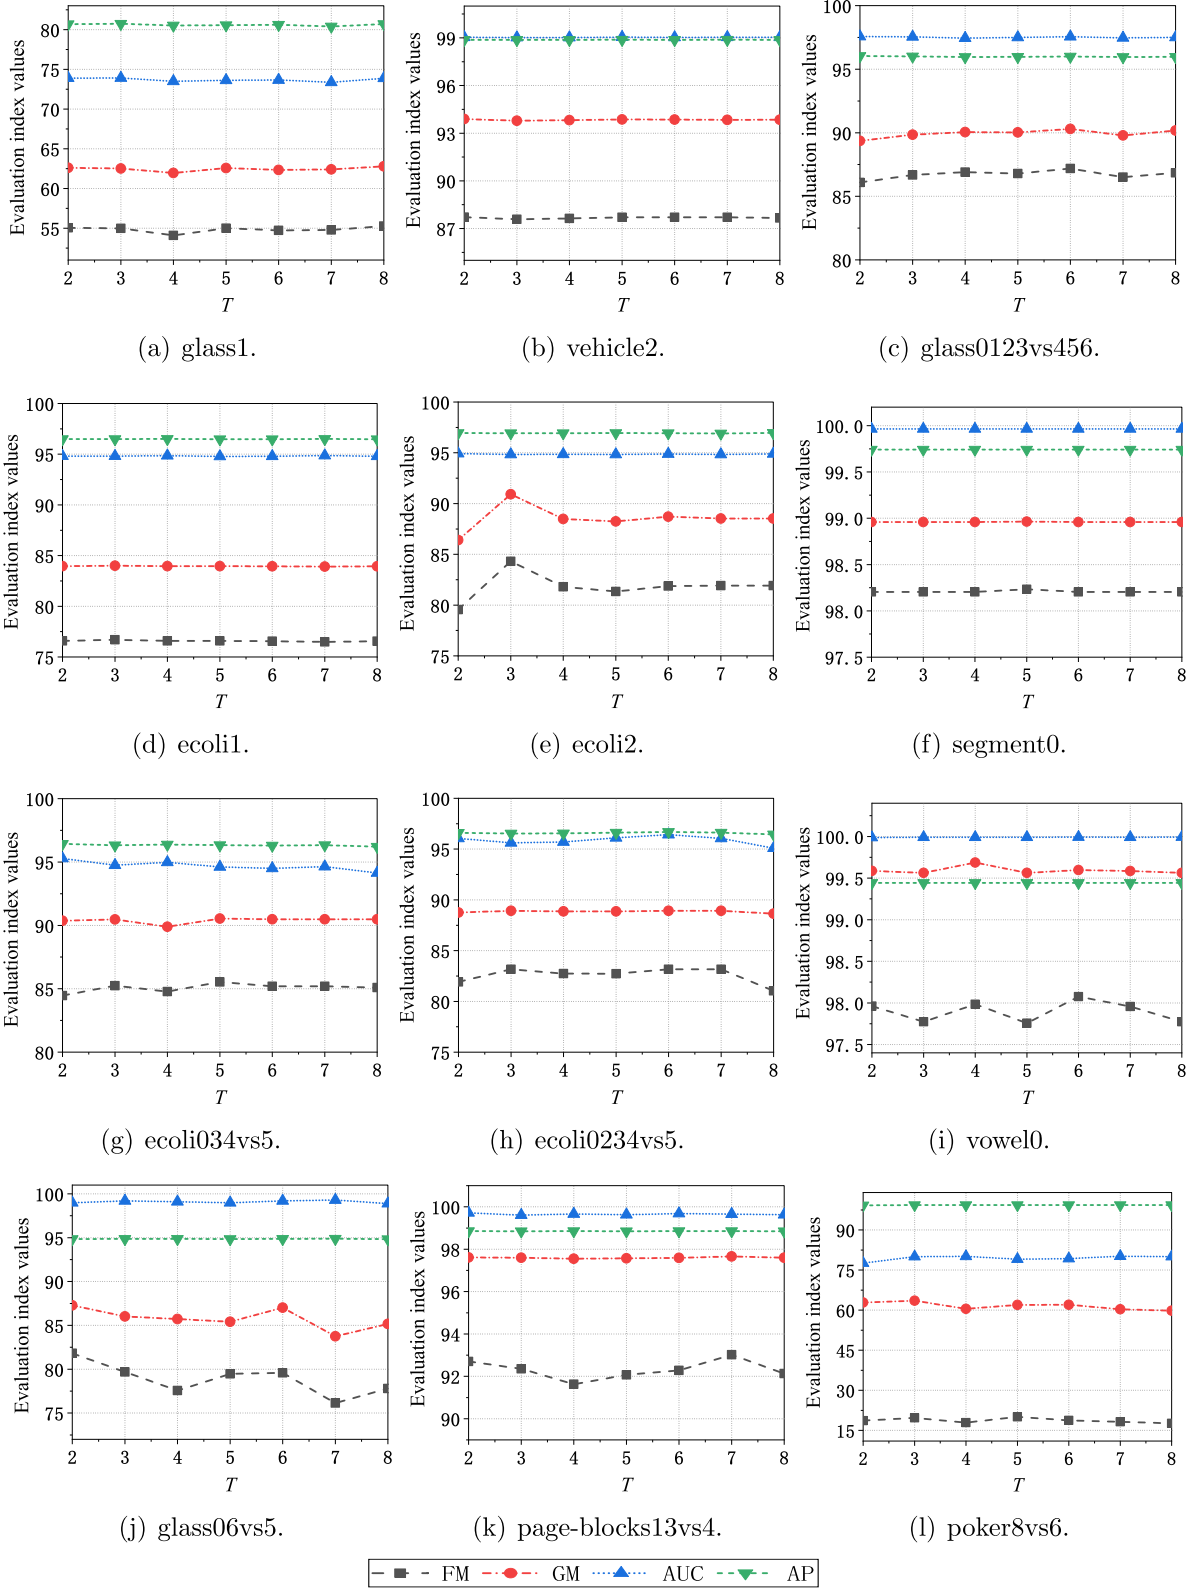 Evaluation index values
80
75
70
65
60
55
2 3 4 5 6 7 8
T
(a) glass1.
Evaluation index values
99
96
93
90
87
2 3 4 5 6 7 8
T
(b) vehicle2.
Evaluation index values
100
95
90
85
80
2 3 4 5 6 7 8
T
(c) glass0123vs456.
Evaluation index values
100
95
90
85
80
75
2 3 4 5 6 7 8
T
(d) ecoli1.
Evaluation index values
100
95
90
85
80
75
2 3 4 5 6 7 8
T
(e) ecoli2.
Evaluation index values
100.0
99.5
99.0
98.5
98.0
97.5
2 3 4 5 6 7 8
T
(f) segment0.
Evaluation index values
100
95
90
85
80
2 3 4 5 6 7 8
T
(g) ecoli034vs5.
Evaluation index values
100
95
90
85
80
75
2 3 4 5 6 7 8
T
(h) ecoli0234vs5.
Evaluation index values
100.0
99.5
99.0
98.5
98.0
97.5
2 3 4 5 6 7 8
T
(i) vowel0.
Evaluation index values
100
95
90
85
80
75
2 3 4 5 6 7 8
T
(j) glass06vs5.
Evaluation index values
100
98
96
94
92
90
2 3 4 5 6 7 8
T
(k) page-blocks13vs4.
Evaluation index values
90
75
60
45
30
15
2 3 4 5 6 7 8
T
(l) poker8vs6.
FM GM AUC AP